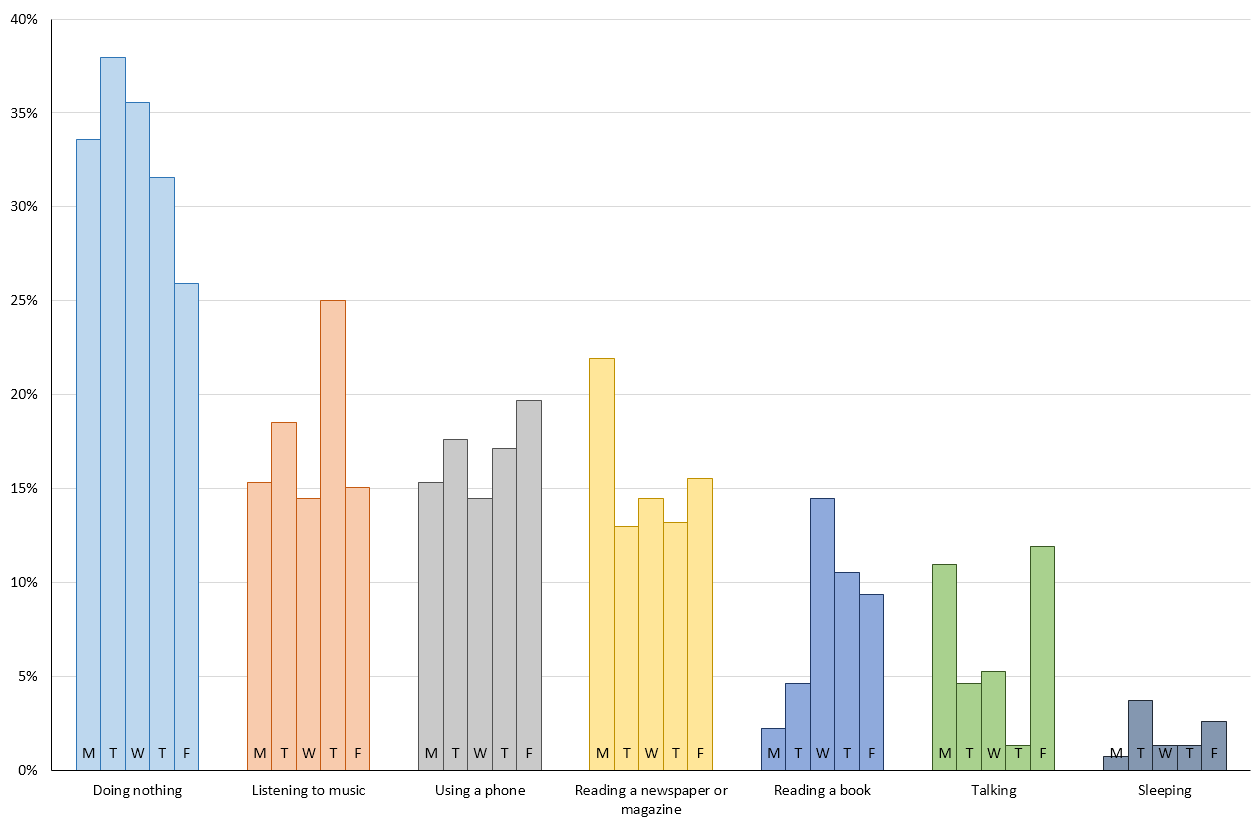 40%
35%
30%
25%
20%
15%
10%
5%
0%
M T W T F
M T W T F
M T W T F
M T W T F
M T W T F
M T W T F
M T W T F
Doing nothing
Listening to music
Using a phone
Reading a newspaper or
magazine
Reading a book
Talking
Sleeping